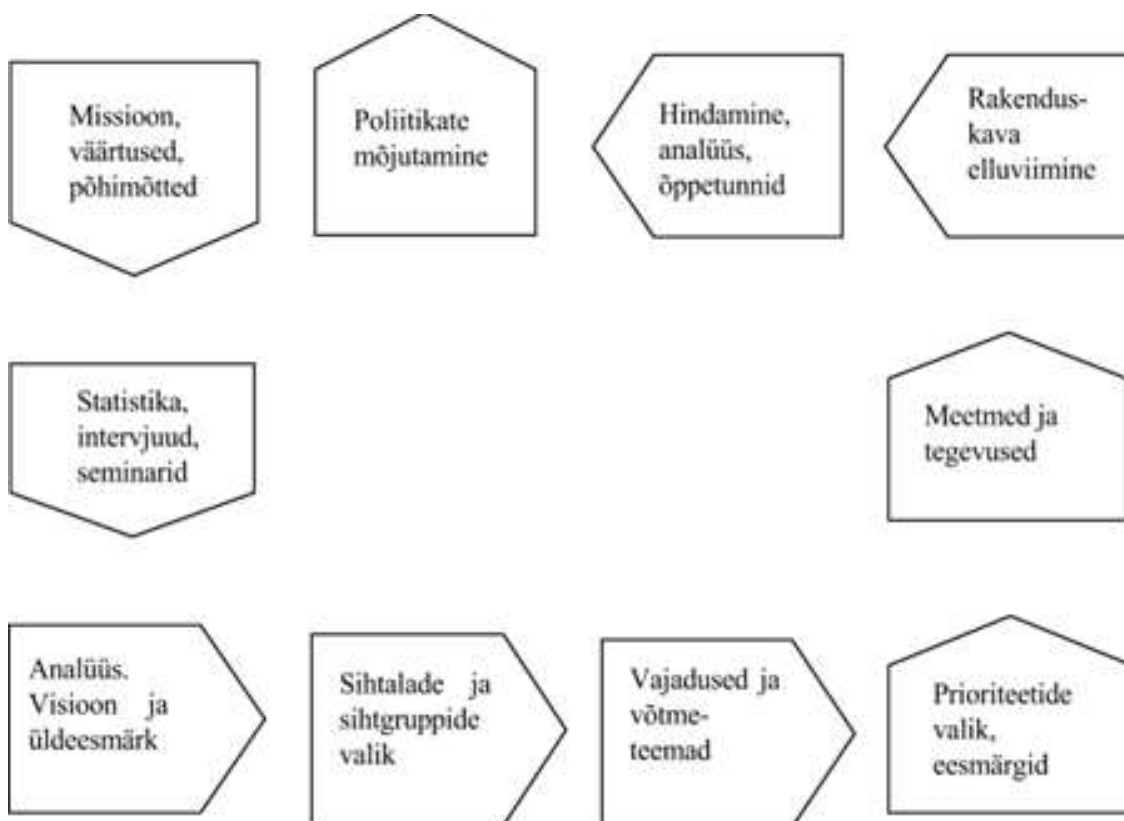 Missioon,
väärtused,
põhimõtted
Poliitikate
mõjutamine
Hindamine,
analüüs,
õppetunnid
Rakendus-
kava
elluviimine
Statistika,
intervjuud,
seminarid
Meetmed ja
tegevused
Analüüs.
Visioon ja
üldeesmärk
Sihtalade ja
sihtgruppide
valik
Vajadused ja
võtme-
teemad
Prioriteetide
valik,
eesmärgid